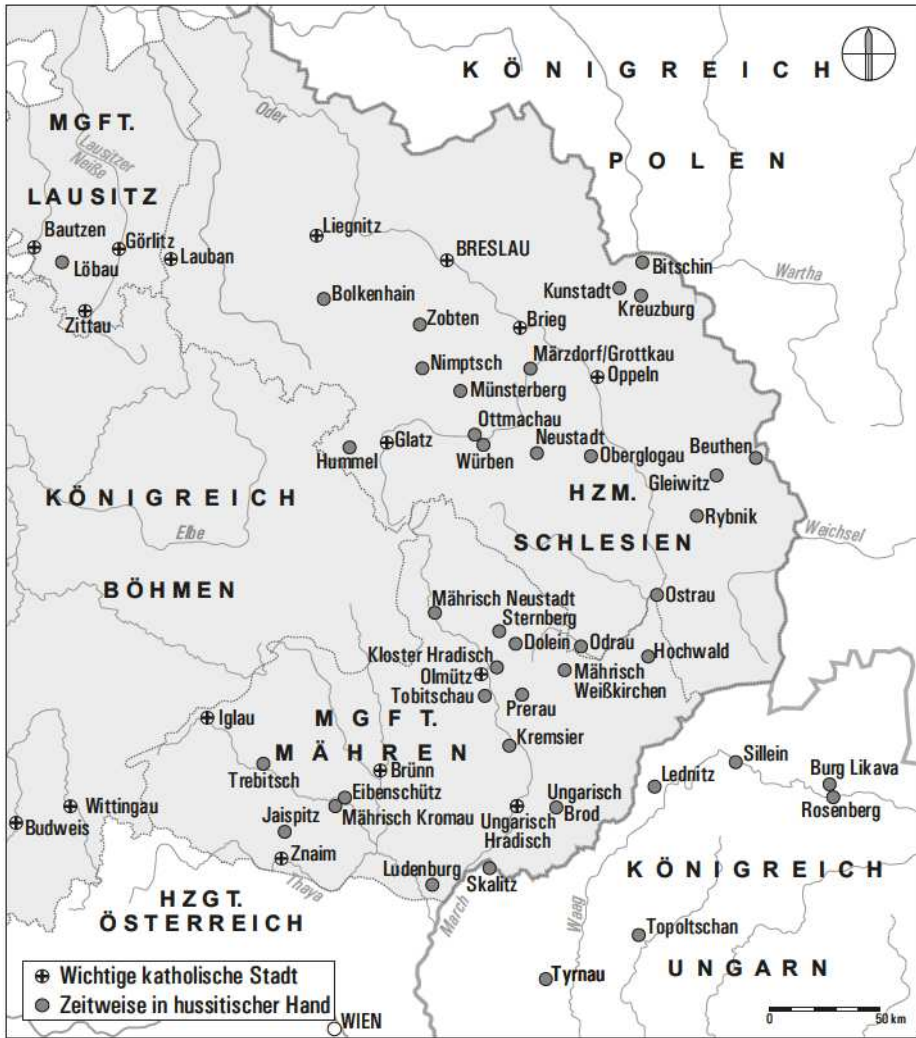 KÖNIGREICH
POLEN
Oder
MGFT.
Lausitzer
Neiße
LAUSITZ
Bautzen
Görlitz
Löbau
Lauban
Zittau
Liegnitz
BRESLAU
Bolkenhain
Zobten
Bitschin
Wartha
Kunstadt
Kreuzburg
Brieg
Nimptsch
Märzdorf/Grottkau
Oppeln
Münsterberg
Ottmachau
Glatz
Neustadt
Beuthen
Hummel
Würben
Oberglogau
Gleiwitz
KÖNIGREICH
HZM.
Rybnik
Elbe
SCHLESIEN
Weichsel
BÖHMEN
Ostrau
Mährisch Neustadt
Sternberg
Dolein
Odrau
Hochwald
Kloster Hradisch
Olmütz
Mährisch
Weißkirchen
Tobitschau
Prerau
Iglau
MGFT.
MÄHREN
Kremsier
Trebitsch
Brünn
Sillein
Lednitz
Burg Likava
Rosenberg
Eibenschütz
Wittingau
Mährisch Kromau
Ungarisch
Brod
Budweis
Jaispitz
Ungarisch
Hradisch
Znaim
Ludenburg
Skalitz
KÖNIGREICH
Thaya
March
Waag
HZGT.
ÖSTERREICH
Topoltschan
Tyrnau
UNGARN
Wichtige katholische Stadt
Zeitweise in hussitischer Hand
WIEN
0 50 km